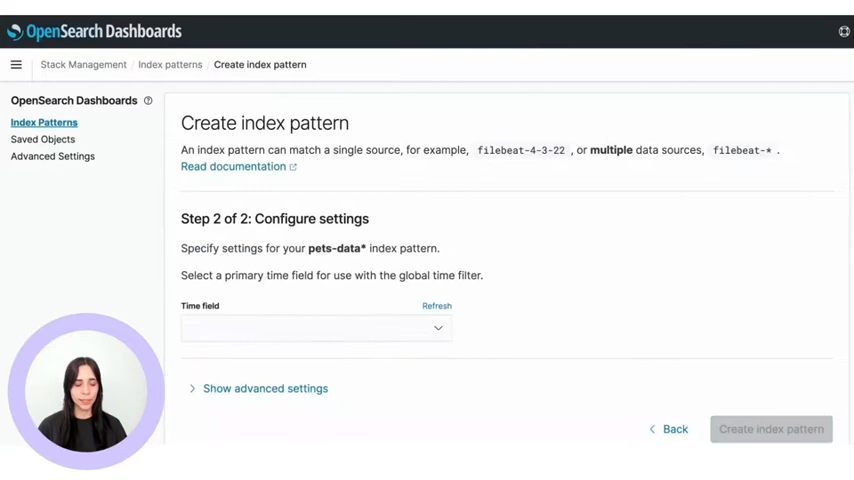 OpenSearch Dashboards
Stack Management / Index patterns / Create index pattern
OpenSearch Dashboards
Index Patterns
Saved Objects
Advanced Settings
Create index pattern
An index pattern can match a single source, for example, filebeat-4-3-22 , or multiple data sources, filebeat-* .
Read documentation
Step 2 of 2: Configure settings
Specify settings for your pets-data* index pattern.
Select a primary time field for use with the global time filter.
Time field Refresh
Show advanced settings
Back Create index pattern